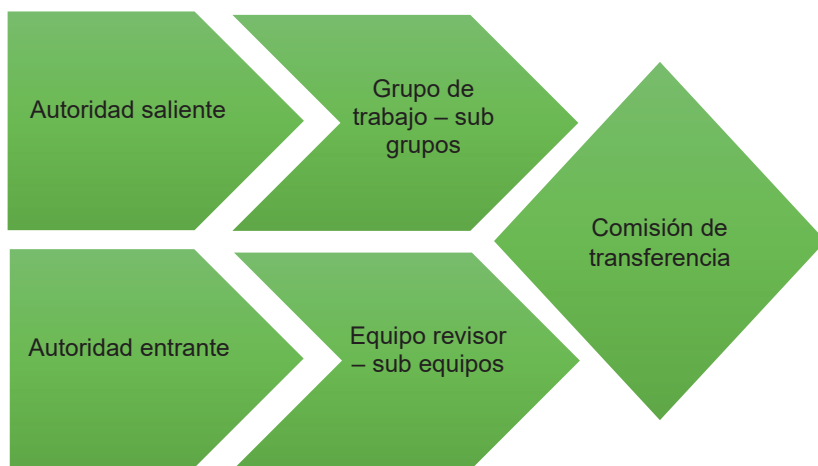 Autoridad saliente
Grupo de
trabajo – sub
grupos
Comisión de
transferencia
Autoridad entrante
Equipo revisor
– sub equipos